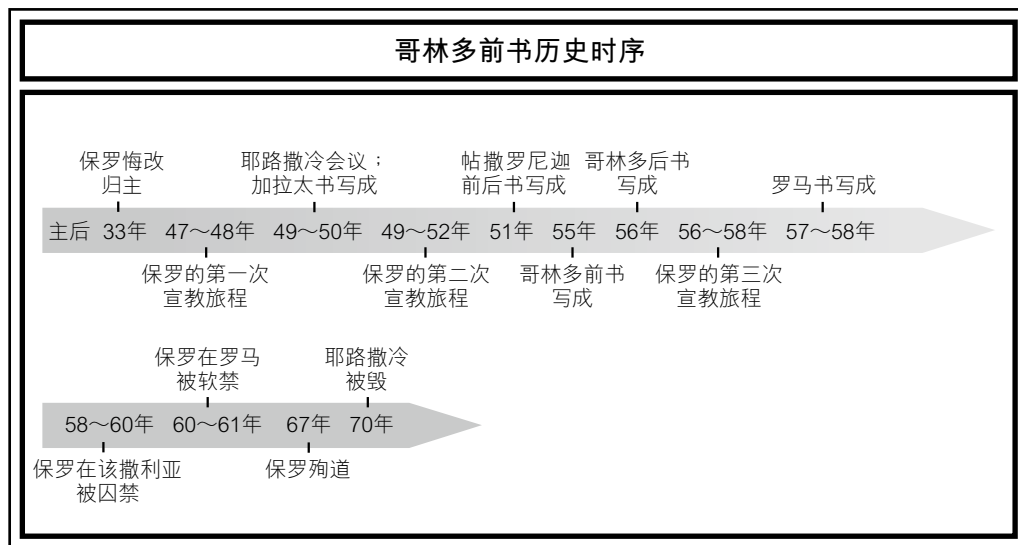 哥林多前书历史时序
保罗悔改
归主
耶路撒冷会议；
加拉太书写成
帖撒罗尼迦
前后书写成
哥林多后书
写成
罗马书写成
主后 33年 47～48年 49～50年 49～52年 51年 55年 56年 56～58年 57～58年
保罗的第一次
宣教旅程
保罗的第二次
宣教旅程
哥林多前书
写成
保罗的第三次
宣教旅程
保罗在罗马
被软禁
耶路撒冷
被毁
58～60年 60～61年 67年 70年
保罗在该撒利亚
被囚禁
保罗殉道